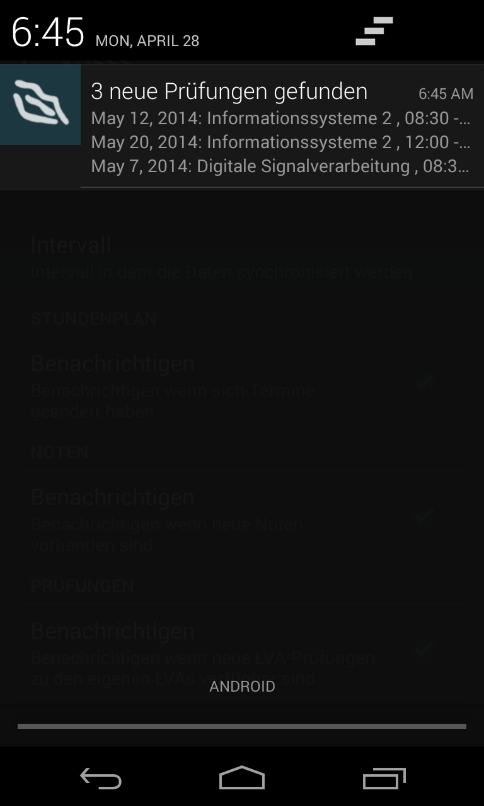 6:45 MON, APRIL 28
3 neue Prüfungen gefunden 6:45 AM
May 12, 2014: Informationssysteme 2 , 08:30 -...
May 20, 2014: Informationssysteme 2 , 12:00 -...
May 7, 2014: Digitale Signalverarbeitung , 08:3...
Intervall
Intervall in dem die Daten synchronisiert werden
STUNDENPLAN
Benachrichtigen
Benachrichtigen wenn sich Termine
geändert haben
NOTEN
Benachrichtigen
Benachrichtigen wenn neue Noten
vorhanden sind
PRÜFUNGEN
Benachrichtigen
Benachrichtigen wenn neue LVA-Prüfungen
zu den eigenen LVAs sind
ANDROID